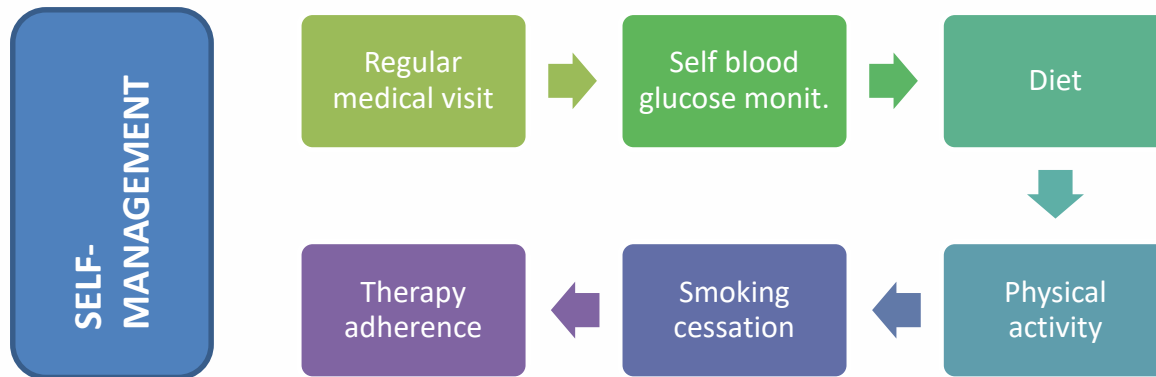 SELF-
MANAGEMENT
Regular
medical visit
Self blood
glucose monit.
Diet
Physical
activity
Smoking
cessation
Therapy
adherence